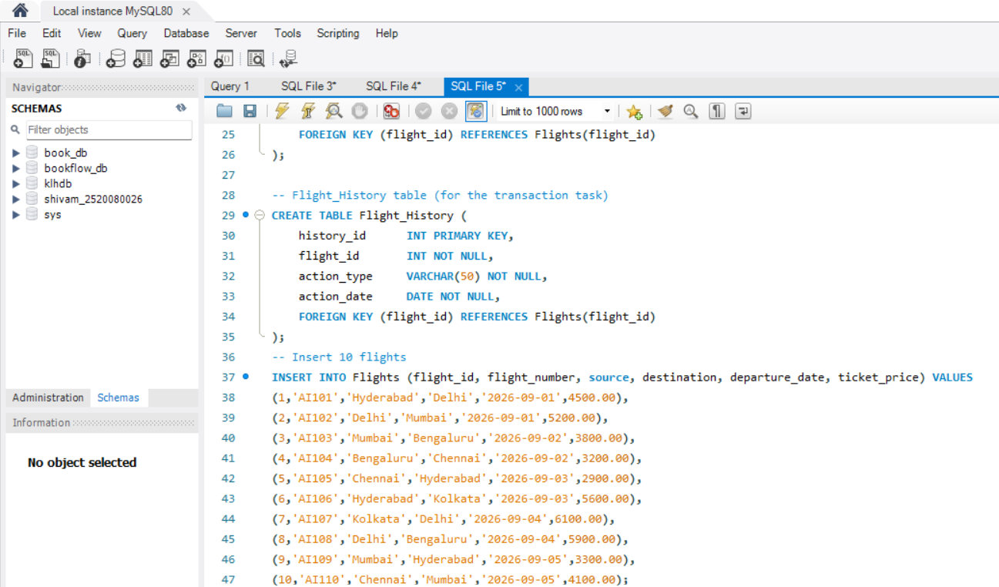 Local instance MySQL80
File Edit View Query Database Server Tools Scripting Help
Navigator
SCHEMAS
Filter objects
book_db
bookflow_db
klhdb
shivam_2520080026
sys
Administration Schemas
Information
No object selected
Query 1 SQL File 3* SQL File 4* SQL File 5*
Limit to 1000 rows
25 FOREIGN KEY (flight_id) REFERENCES Flights(flight_id)
26 );
27
28 -- Flight_History table (for the transaction task)
29 CREATE TABLE Flight_History (
30 history_id INT PRIMARY KEY,
31 flight_id INT NOT NULL,
32 action_type VARCHAR(50) NOT NULL,
33 action_date DATE NOT NULL,
34 FOREIGN KEY (flight_id) REFERENCES Flights(flight_id)
35 );
36 -- Insert 10 flights
37 INSERT INTO Flights (flight_id, flight_number, source, destination, departure_date, ticket_price) VALUES
38 (1,'AI101','Hyderabad','Delhi','2026-09-01',4500.00),
39 (2,'AI102','Delhi','Mumbai','2026-09-01',5200.00),
40 (3,'AI103','Mumbai','Bengaluru','2026-09-02',3800.00),
41 (4,'AI104','Bengaluru','Chennai','2026-09-02',3200.00),
42 (5,'AI105','Chennai','Hyderabad','2026-09-03',2900.00),
43 (6,'AI106','Hyderabad','Kolkata','2026-09-03',5600.00),
44 (7,'AI107','Kolkata','Delhi','2026-09-04',6100.00),
45 (8,'AI108','Delhi','Bengaluru','2026-09-04',5900.00),
46 (9,'AI109','Mumbai','Hyderabad','2026-09-05',3300.00),
47 (10,'AI110','Chennai','Mumbai','2026-09-05',4100.00);